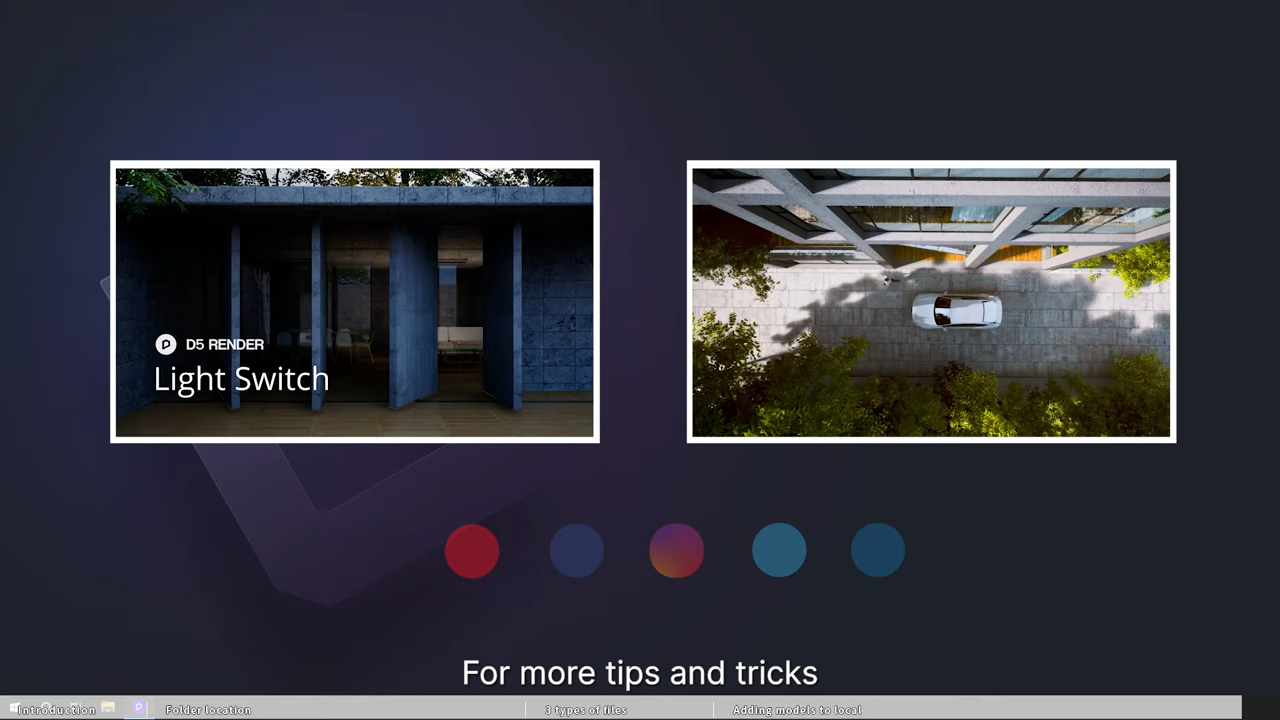 D5 RENDER
Light Switch
For more tips and tricks
Introduction
Folder location
3 types of files
Adding models to local